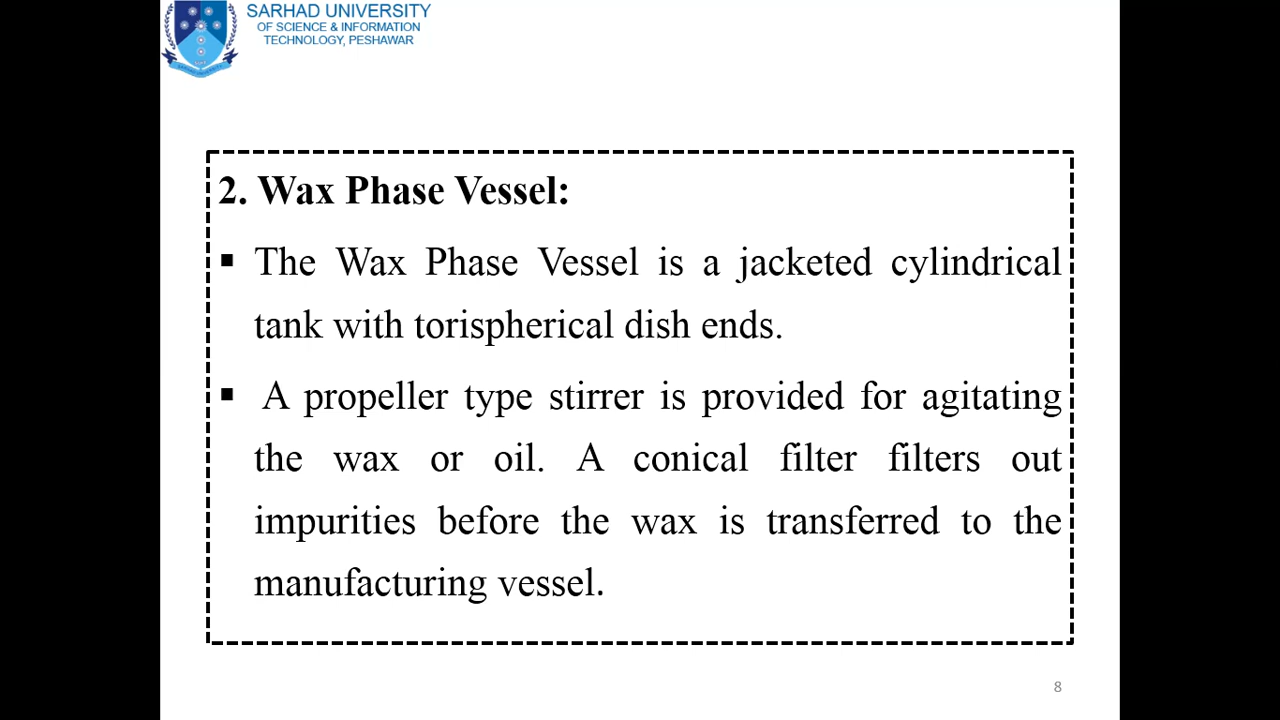 SARHAD UNIVERSITY
OF SCIENCE & INFORMATION
TECHNOLOGY, PESHAWAR
2. Wax Phase Vessel:
▪ The Wax Phase Vessel is a jacketed cylindrical
tank with torispherical dish ends.
▪ A propeller type stirrer is provided for agitating
the wax or oil. A conical filter filters out
impurities before the wax is transferred to the
manufacturing vessel.
8